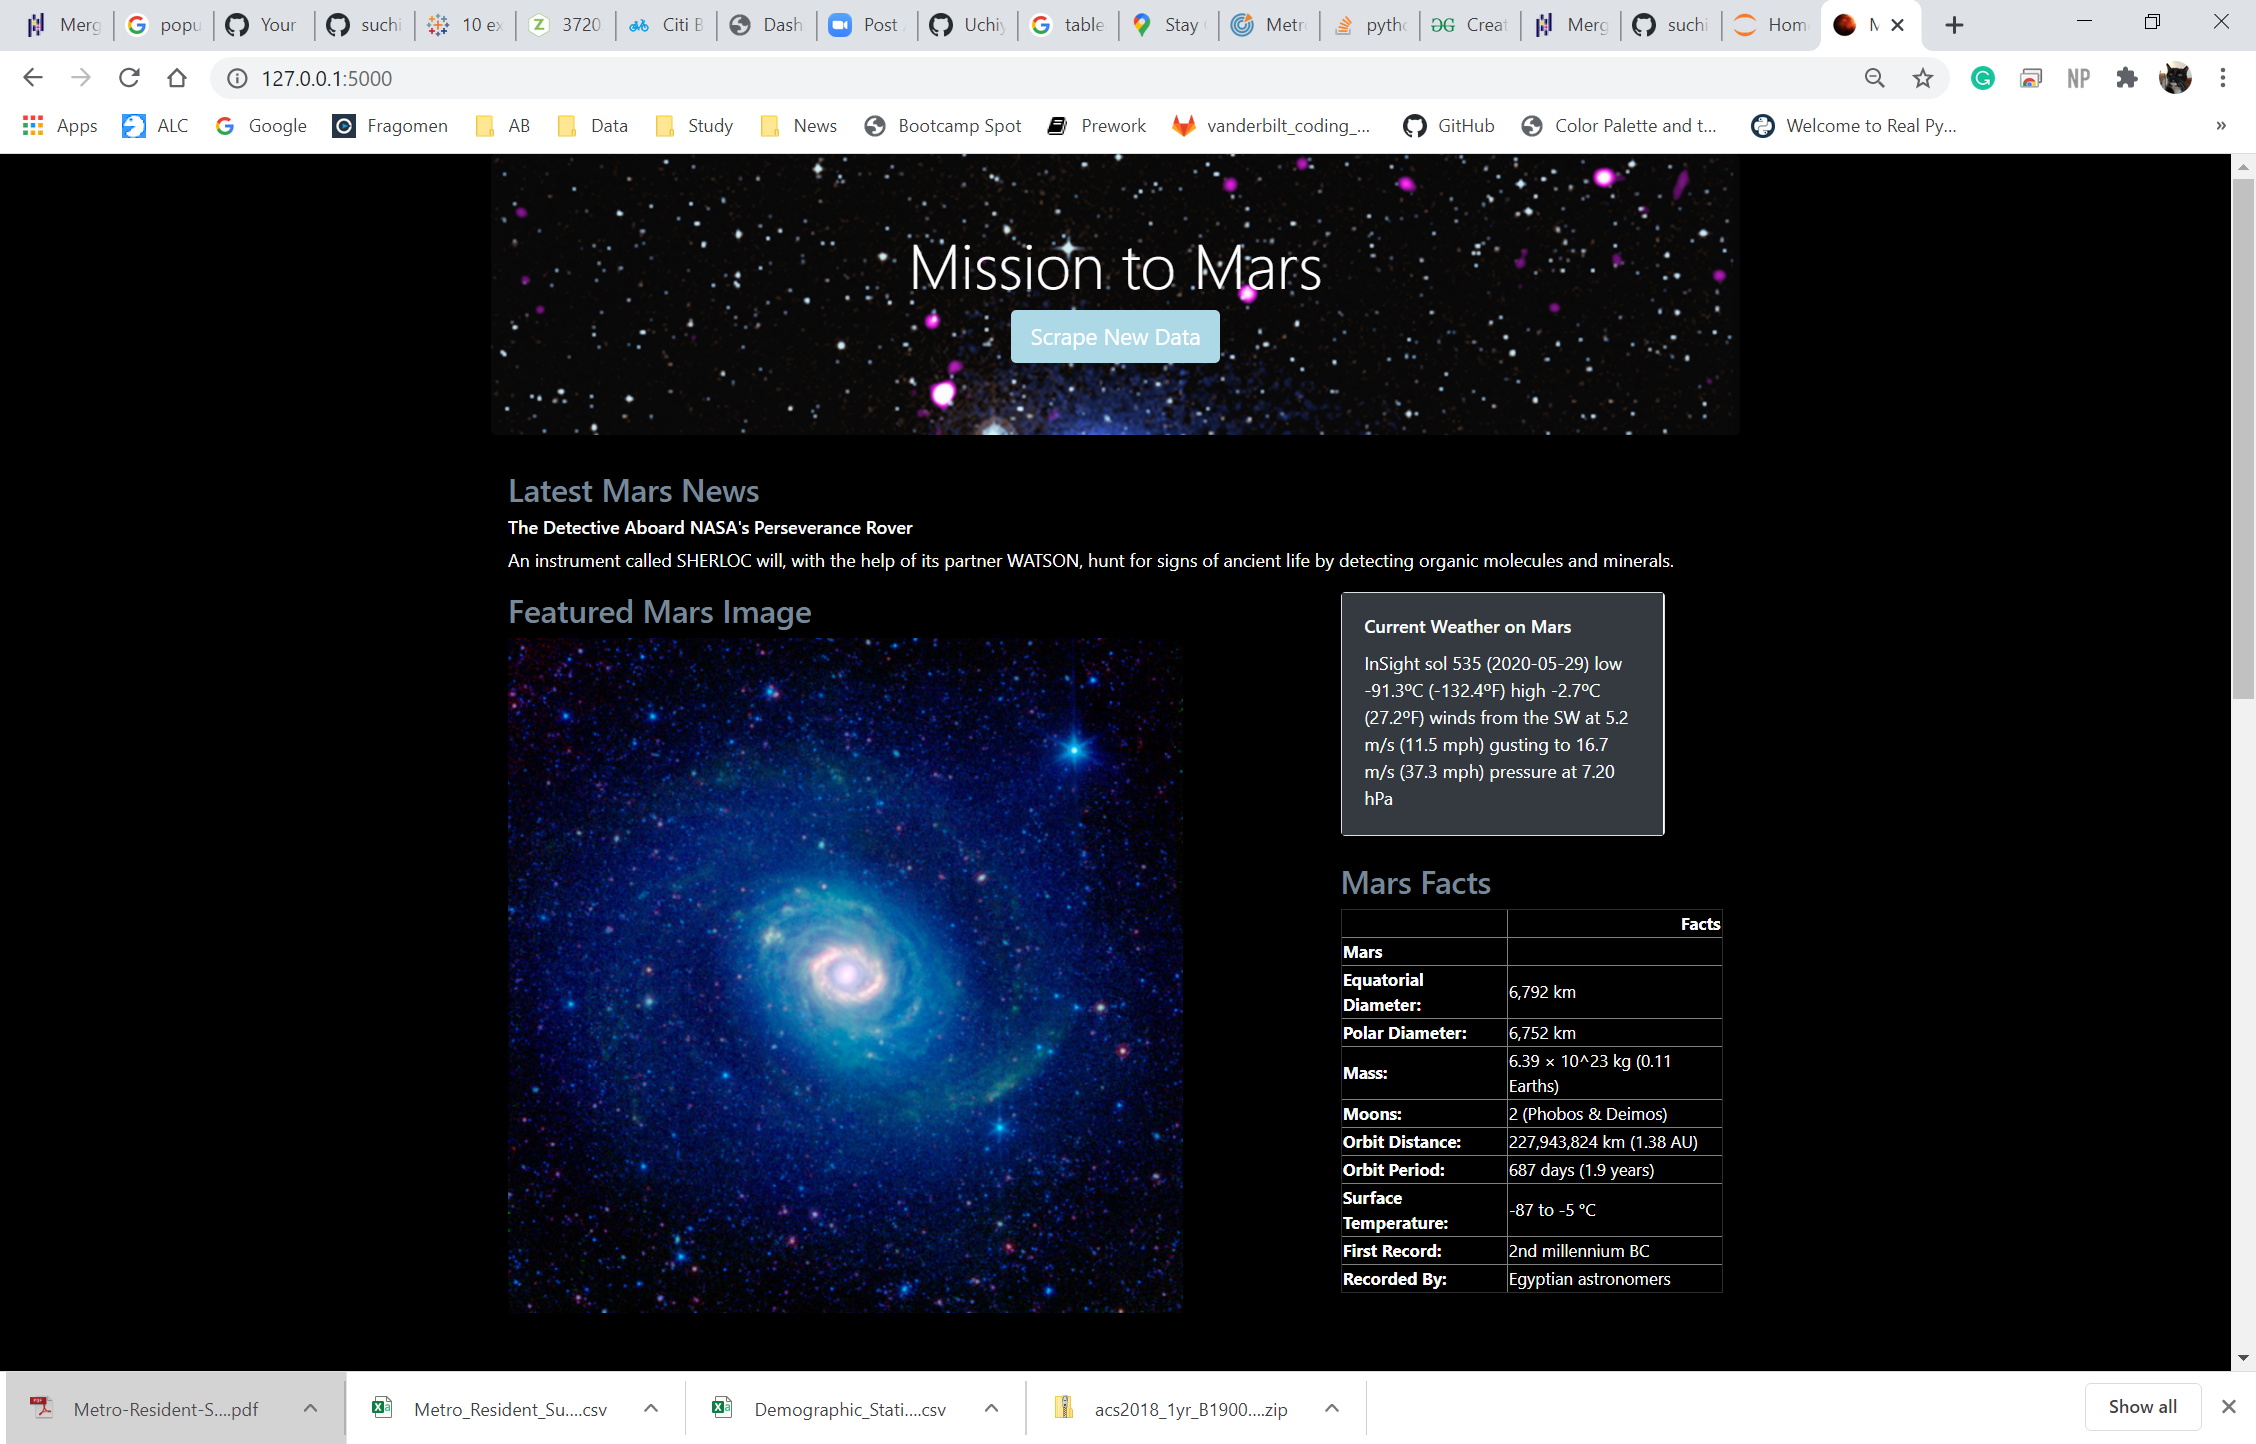 Merg
popu
Your
suchi
10 ex
3720
Citi B
Dash
Post
Uchiy
table
Stay
Metr
pytho
Creat
Merg
suchi
Hom
M
127.0.0.1:5000
NP
Apps
ALC
Google
Fragomen
AB
Data
Study
News
Bootcamp Spot
Prework
vanderbilt_coding_...
GitHub
Color Palette and t...
Welcome to Real Py...
»
Mission to Mars
Scrape New Data
Latest Mars News
The Detective Aboard NASA's Perseverance Rover
An instrument called SHERLOC will, with the help of its partner WATSON, hunt for signs of ancient life by detecting organic molecules and minerals.
Featured Mars Image
Current Weather on Mars
InSight sol 535 (2020-05-29) low
-91.3ºC (-132.4ºF) high -2.7ºC
(27.2ºF) winds from the SW at 5.2
m/s (11.5 mph) gusting to 16.7
m/s (37.3 mph) pressure at 7.20
hPa
Mars Facts
Facts
Mars
Equatorial
Diameter:
6,792 km
Polar Diameter:
6,752 km
Mass:
6.39 × 10^23 kg (0.11
Earths)
Moons:
2 (Phobos & Deimos)
Orbit Distance:
227,943,824 km (1.38 AU)
Orbit Period:
687 days (1.9 years)
Surface
Temperature:
-87 to -5 °C
First Record:
2nd millennium BC
Recorded By:
Egyptian astronomers
Metro-Resident-S....pdf
Metro_Resident_Su....csv
Demographic_Stati....csv
acs2018_1yr_B1900....zip
Show all